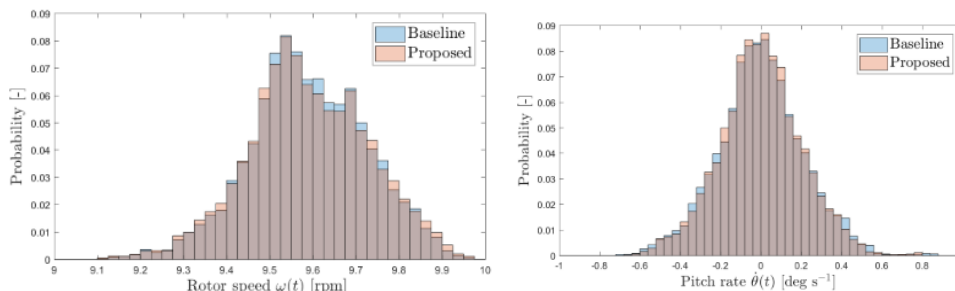 0.09
0.08
0.07
0.06
0.05
0.04
0.03
0.02
0.01
0
Probability [-]
Baseline
Proposed
9 9.1 9.2 9.3 9.4 9.5 9.6 9.7 9.8 9.9 10
Rotor speed ω(t) [rpm]
0.09
0.08
0.07
0.06
0.05
0.04
0.03
0.02
0.01
0
Probability [-]
Baseline
Proposed
-1 -0.8 -0.6 -0.4 -0.2 0 0.2 0.4 0.6 0.8
Pitch rate θ̇(t) [deg s⁻¹]